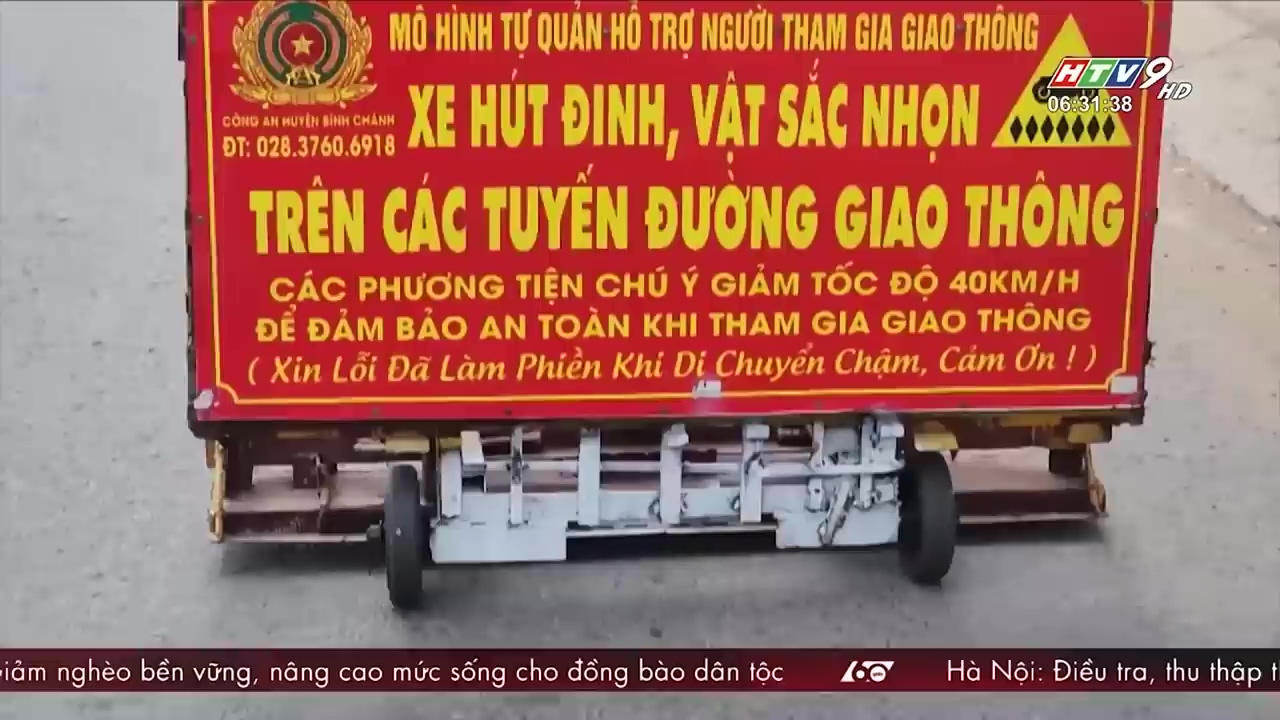 MÔ HÌNH TỰ QUẢN HỖ TRỢ NGƯỜI THAM GIA GIAO THÔNG
HTV9 HD
06:31:38
CÔNG AN HUYỆN BÌNH CHÁNH
ĐT: 028.3760.6918
XE HÚT ĐINH, VẬT SẮC NHỌN
TRÊN CÁC TUYẾN ĐƯỜNG GIAO THÔNG
CÁC PHƯƠNG TIỆN CHÚ Ý GIẢM TỐC ĐỘ 40KM/H
ĐỂ ĐẢM BẢO AN TOÀN KHI THAM GIA GIAO THÔNG
( Xin Lỗi Đã Làm Phiền Khi Di Chuyển Chậm, Cảm Ơn ! )
giảm nghèo bền vững, nâng cao mức sống cho đồng bào dân tộc
Hà Nội: Điều tra, thu thập